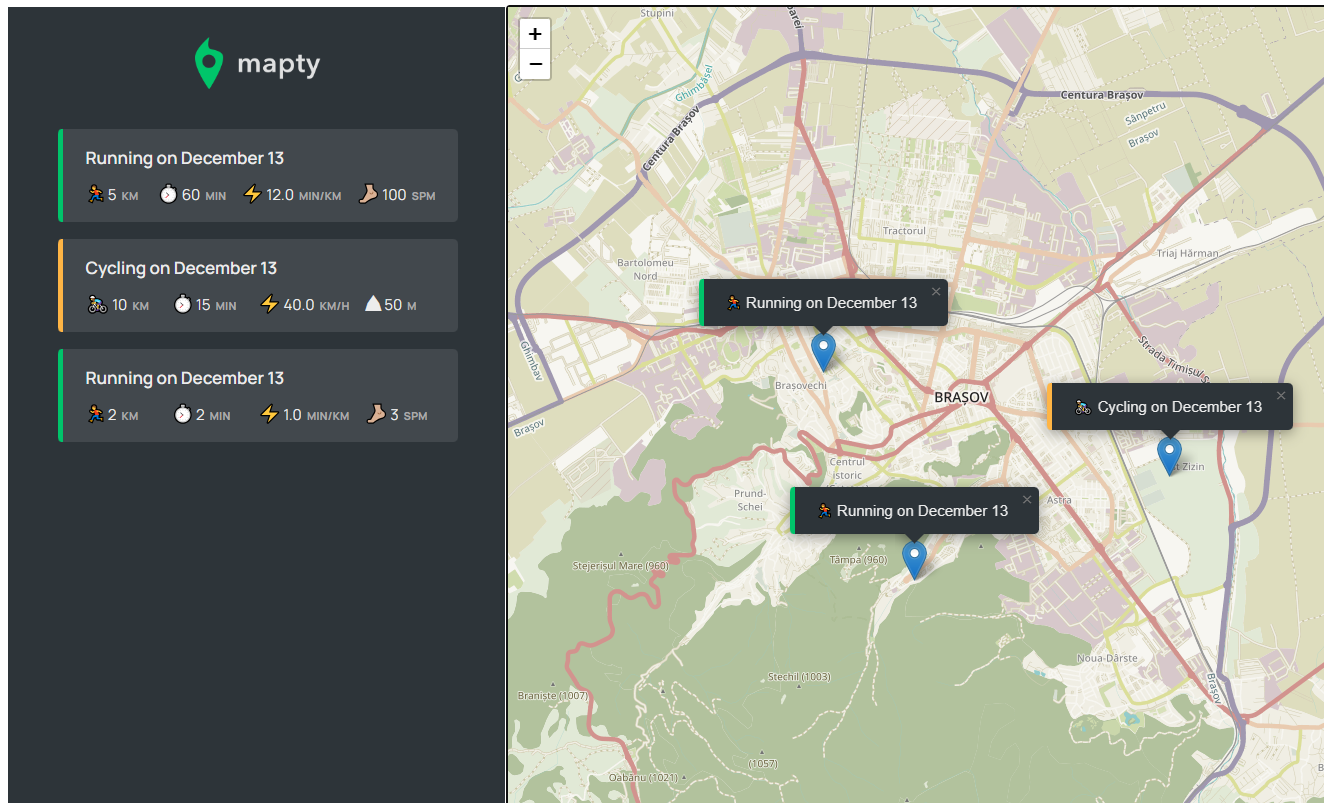 mapty
Running on December 13
5 KM 60 MIN 12.0 MIN/KM 100 SPM
Cycling on December 13
10 KM 15 MIN 40.0 KM/H 50 M
Running on December 13
2 KM 2 MIN 1.0 MIN/KM 3 SPM
+
−
Stupini
Ghimbășel
Centura Brașov
Centura Brașov
Sânpetru
Brașov
Tractorul
Triaj Hărman
Bartolomeu
Nord
Running on December 13 ×
Ghimbav
Brașov
Brașovechi
BRAȘOV
Strada Timișu
Cycling on December 13 ×
Zizin
Centrul
istoric
Prund-
Schei
Running on December 13 ×
Astra
Stejerișul Mare (960)
Tâmpa (960)
Noua-Dârste
Stechil (1003)
Braniște (1007)
Brașov
(1057)
Oabănu (1021)